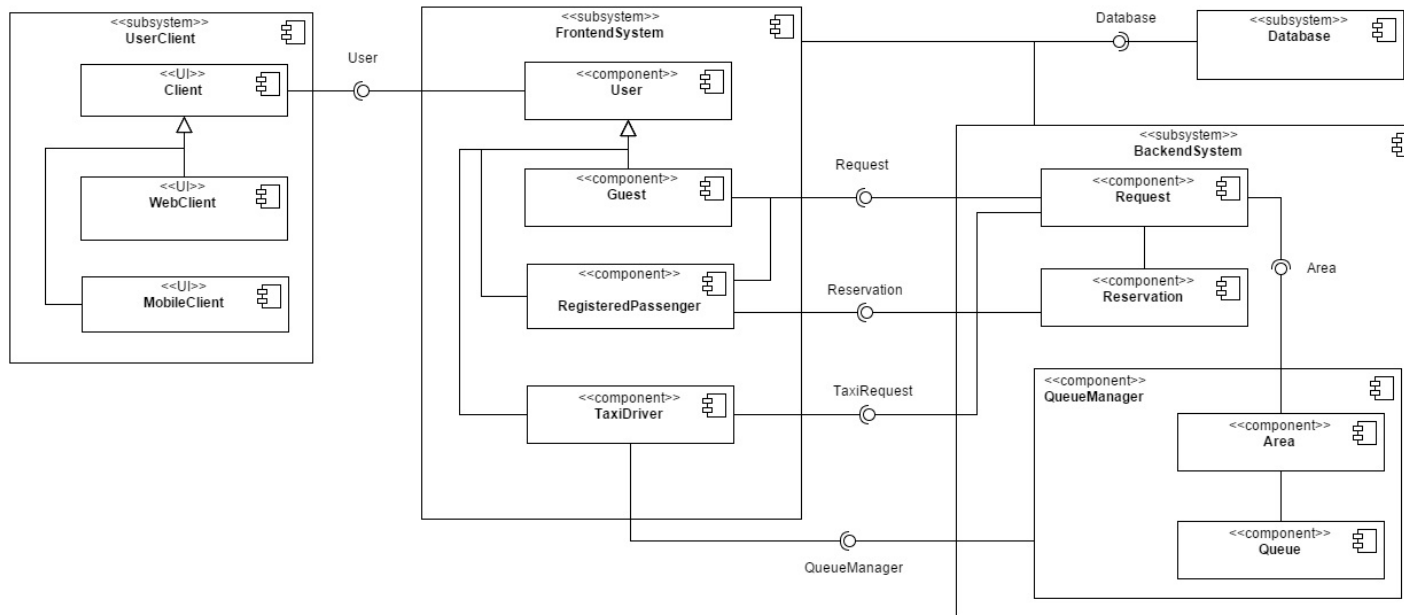 <<subsystem>>
UserClient
<<UI>>
Client
<<UI>>
WebClient
<<UI>>
MobileClient
User
<<subsystem>>
FrontendSystem
<<component>>
User
<<component>>
Guest
<<component>>
RegisteredPassenger
<<component>>
TaxiDriver
Database
<<subsystem>>
Database
Request
Reservation
TaxiRequest
QueueManager
<<subsystem>>
BackendSystem
<<component>>
Request
<<component>>
Reservation
Area
<<component>>
QueueManager
<<component>>
Area
<<component>>
Queue